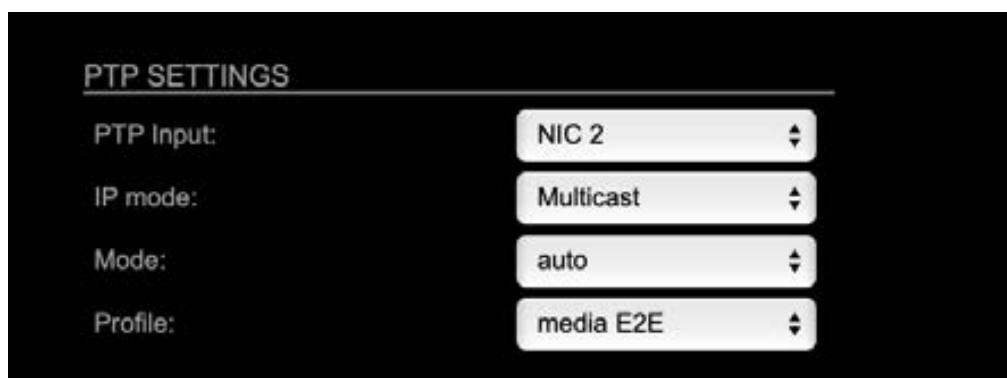 PTP SETTINGS
PTP Input: NIC 2
IP mode: Multicast
Mode: auto
Profile: media E2E